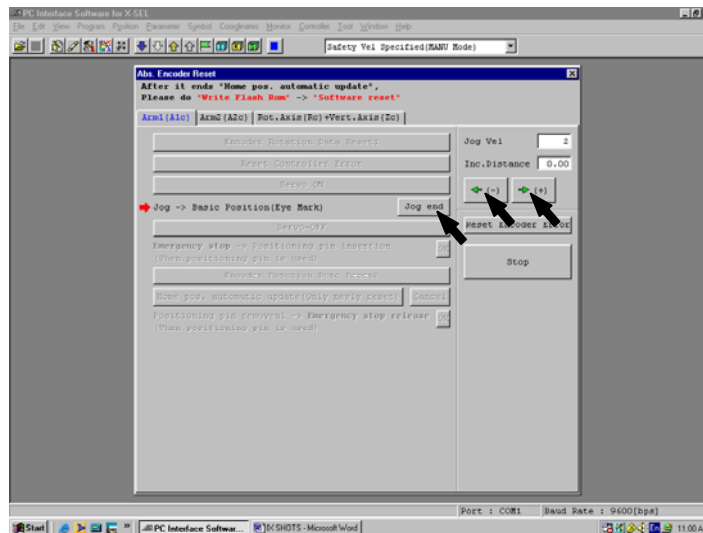 PC Interface Software for X-SEL
File Edit View Program Position Parameter Symbol Coordinates Monitor Controller Tool Window Help
Safety Vel Specified(MANU Mode)
Abs. Encoder Reset
After it ends "Home pos. automatic update",
Please do "Write Flash Rom" -> "Software reset"
Arm1(A1c) Arm2(A2c) Rot.Axis(Rc)+Vert.Axis(Zc)
Encoder Rotation Data Reset1
Reset Controller Error
Servo ON
Jog -> Basic Position(Eye Mark) Jog end
Servo-OFF
Emergency stop -> Positioning pin insertion OK
(When positioning pin is used)
Encoder Rotation Data Reset2
Home pos. automatic update(Only newly reset) Cancel
Positioning pin removal -> Emergency stop release OK
(When positioning pin is used)
Jog Vel 2
Inc.Distance 0.00
(-) (+)
Reset Encoder Error
Stop
Port : COM1 Baud Rate : 9600[bps]
Start PC Interface Softwar... IX SHOTS - Microsoft Word 11:00 A